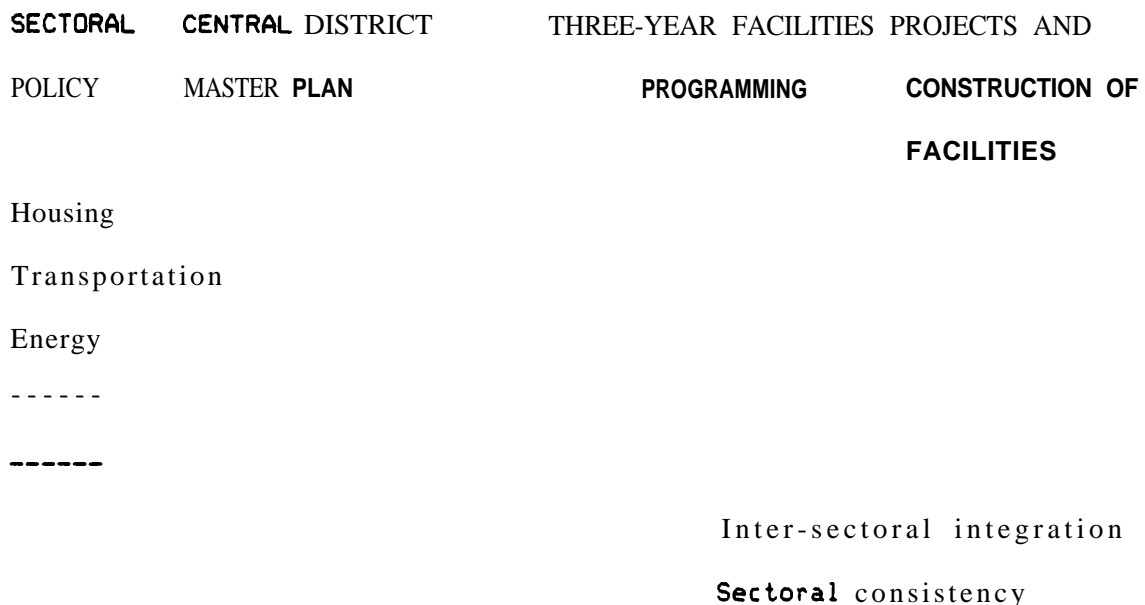 SECTORAL CENTRAL DISTRICT THREE-YEAR FACILITIES PROJECTS AND
POLICY MASTER PLAN PROGRAMMING CONSTRUCTION OF
FACILITIES
Housing
Transportation
Energy
------
------
Inter-sectoral integration
Sectoral consistency